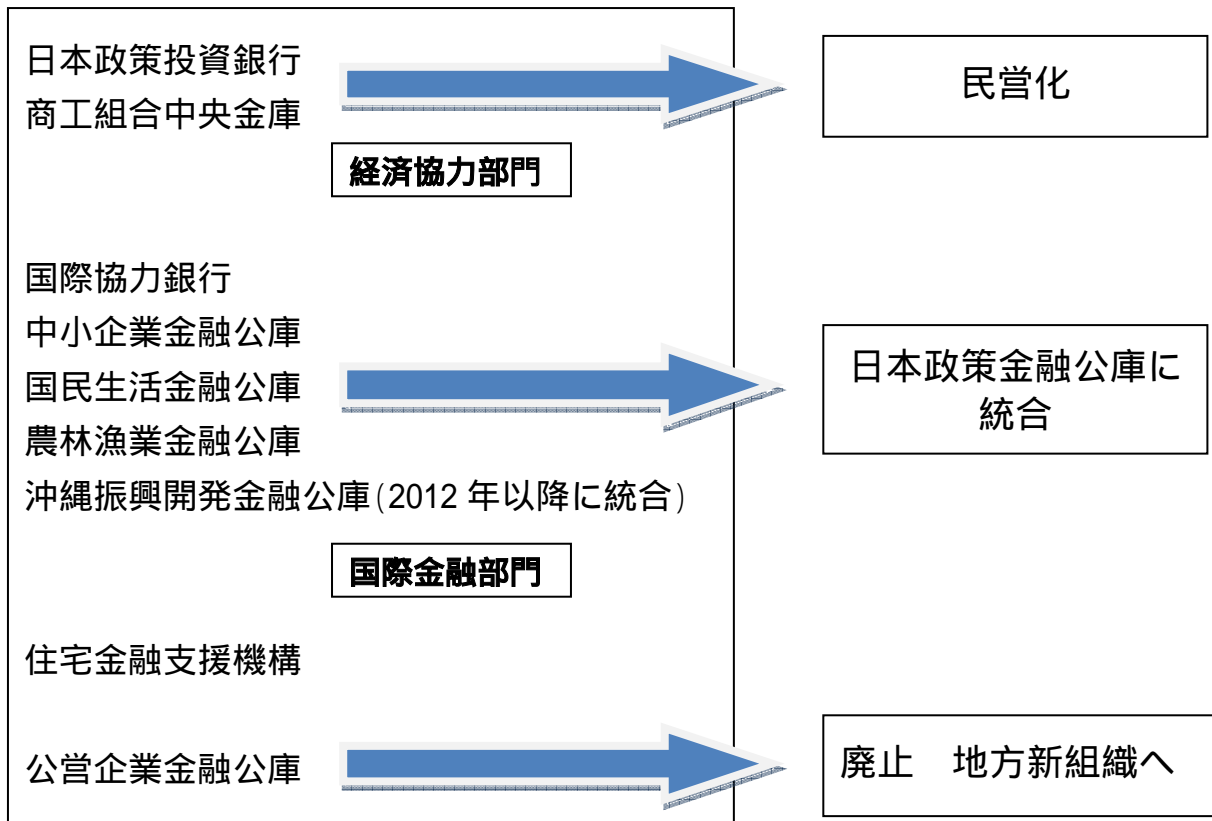 日本政策投資銀行
商工組合中央金庫
民営化
経済協力部門
国際協力銀行
中小企業金融公庫
国民生活金融公庫
農林漁業金融公庫
沖縄振興開発金融公庫(2012 年以降に統合)
日本政策金融公庫に
統合
国際金融部門
住宅金融支援機構
公営企業金融公庫
廃止　地方新組織へ